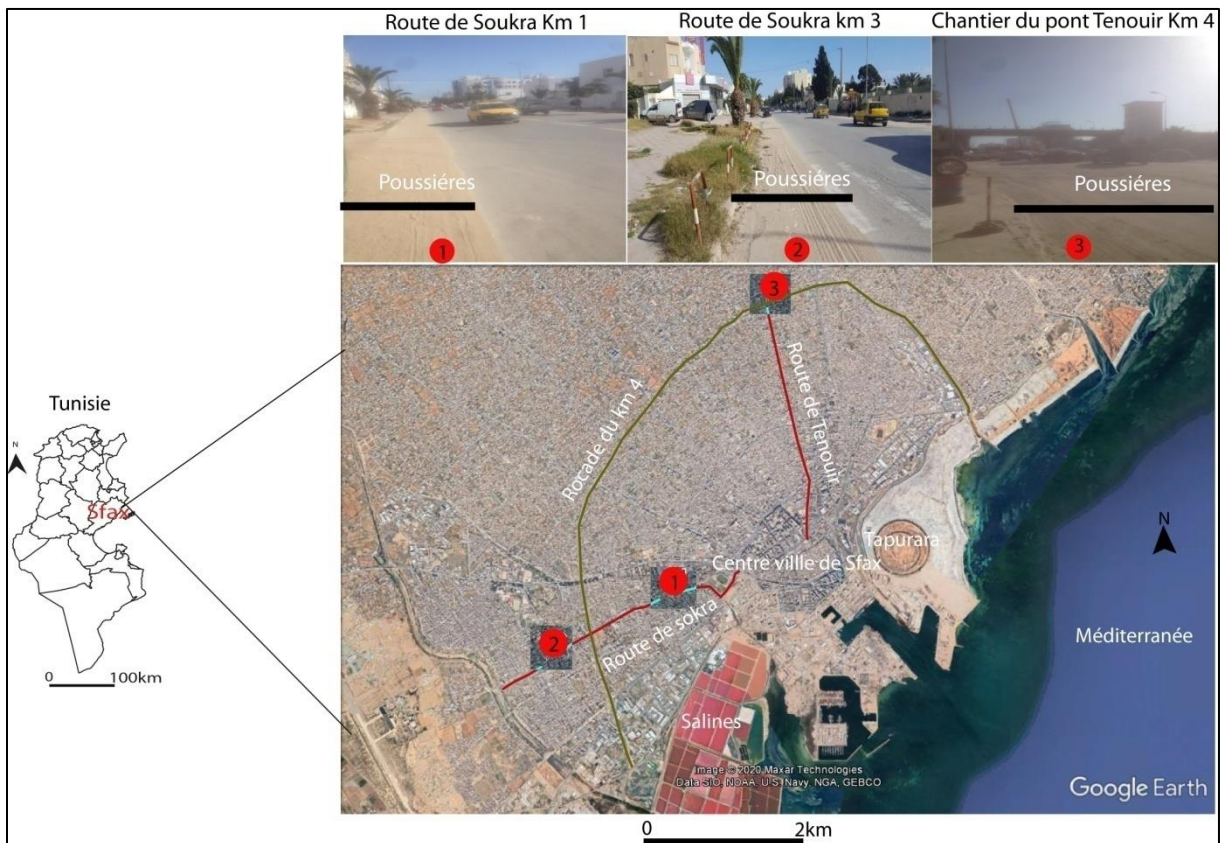 Route de Soukra Km 1
Route de Soukra km 3
Chantier du pont Tenouir Km 4
Poussiéres
Poussiéres
Poussiéres
1
2
3
Tunisie
N
Sfax
0 100km
3
Rocade du km 4
Route de Tenouir
Tapurara
Centre villle de Sfax
1
2
Route de sokra
N
Méditerranée
Salines
Image © 2020 Maxar Technologies
Data SIO, NOAA, U.S. Navy, NGA, GEBCO
Google Earth
0 2km